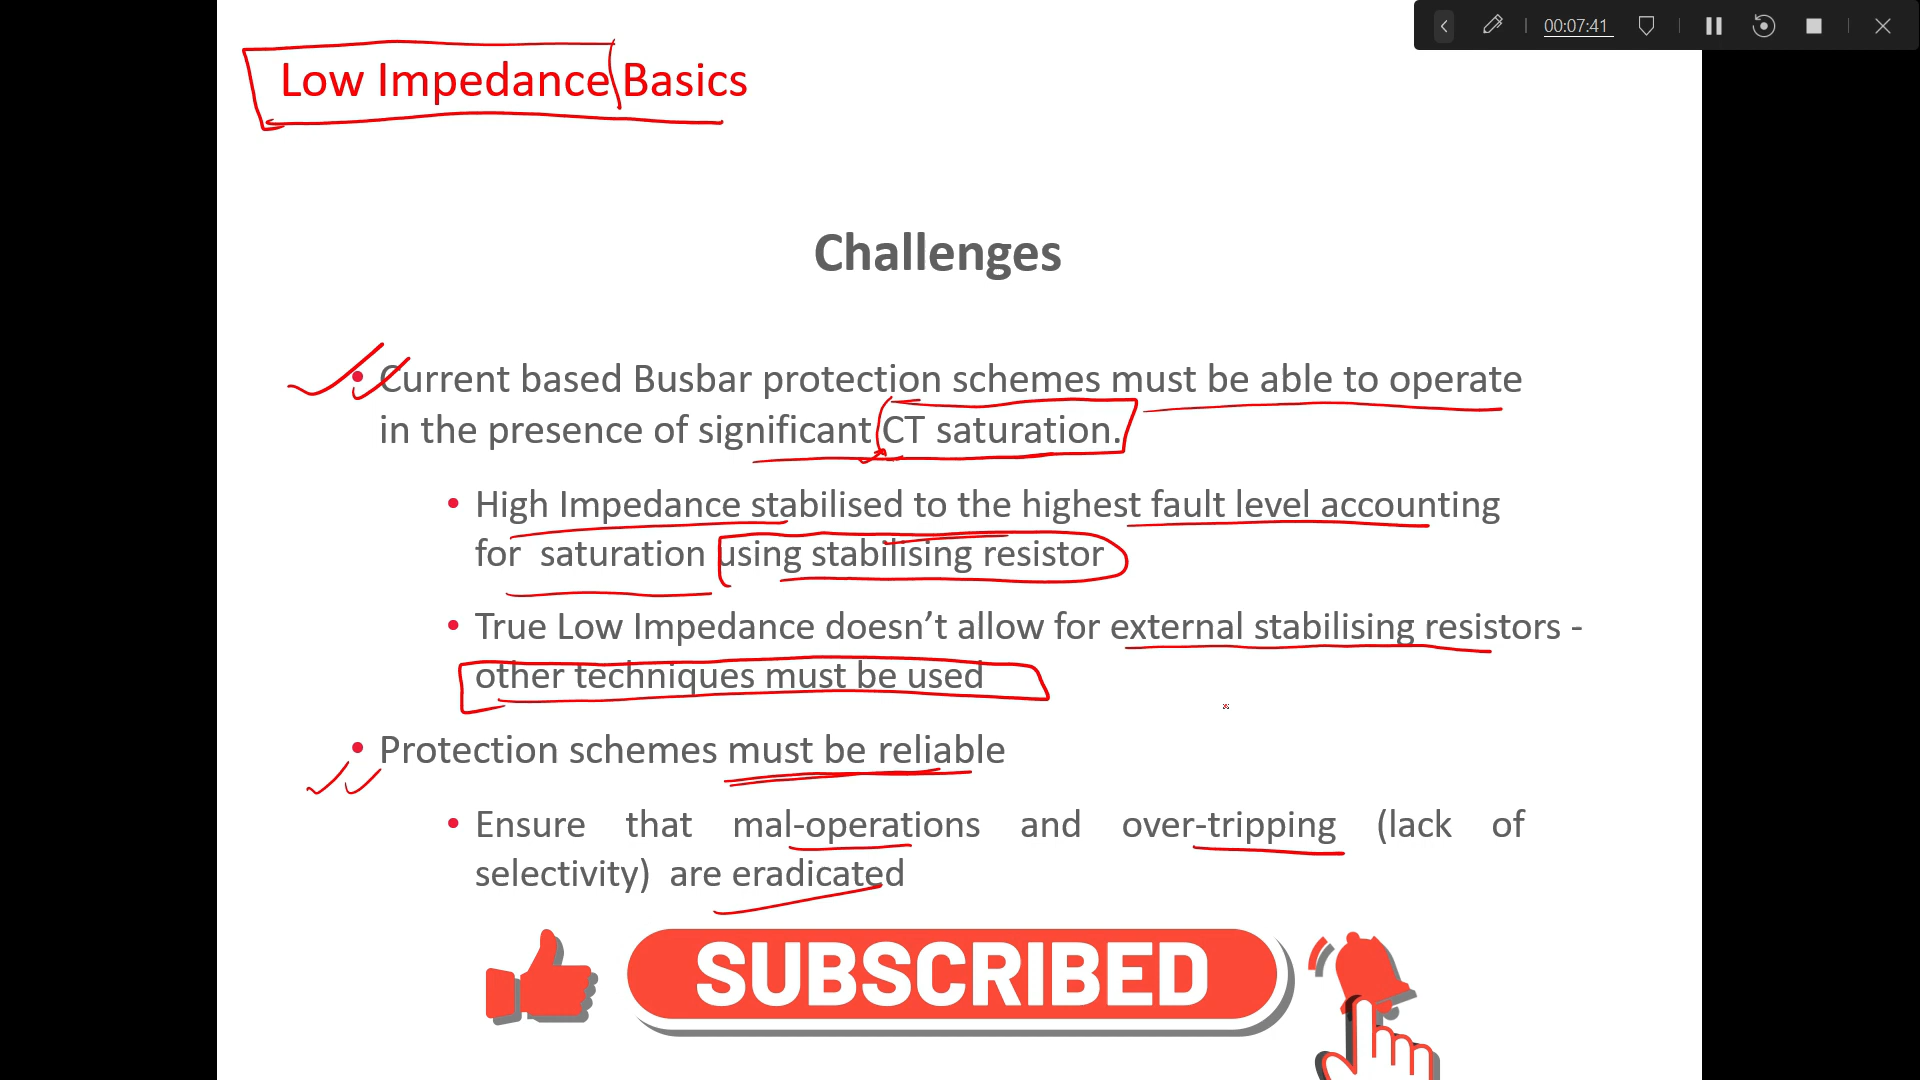 00:07:41
Low Impedance Basics
Challenges
• Current based Busbar protection schemes must be able to operate
in the presence of significant CT saturation.
• High Impedance stabilised to the highest fault level accounting
for saturation using stabilising resistor
• True Low Impedance doesn’t allow for external stabilising resistors -
other techniques must be used
• Protection schemes must be reliable
• Ensure that mal-operations and over-tripping (lack of
selectivity) are eradicated
SUBSCRIBED